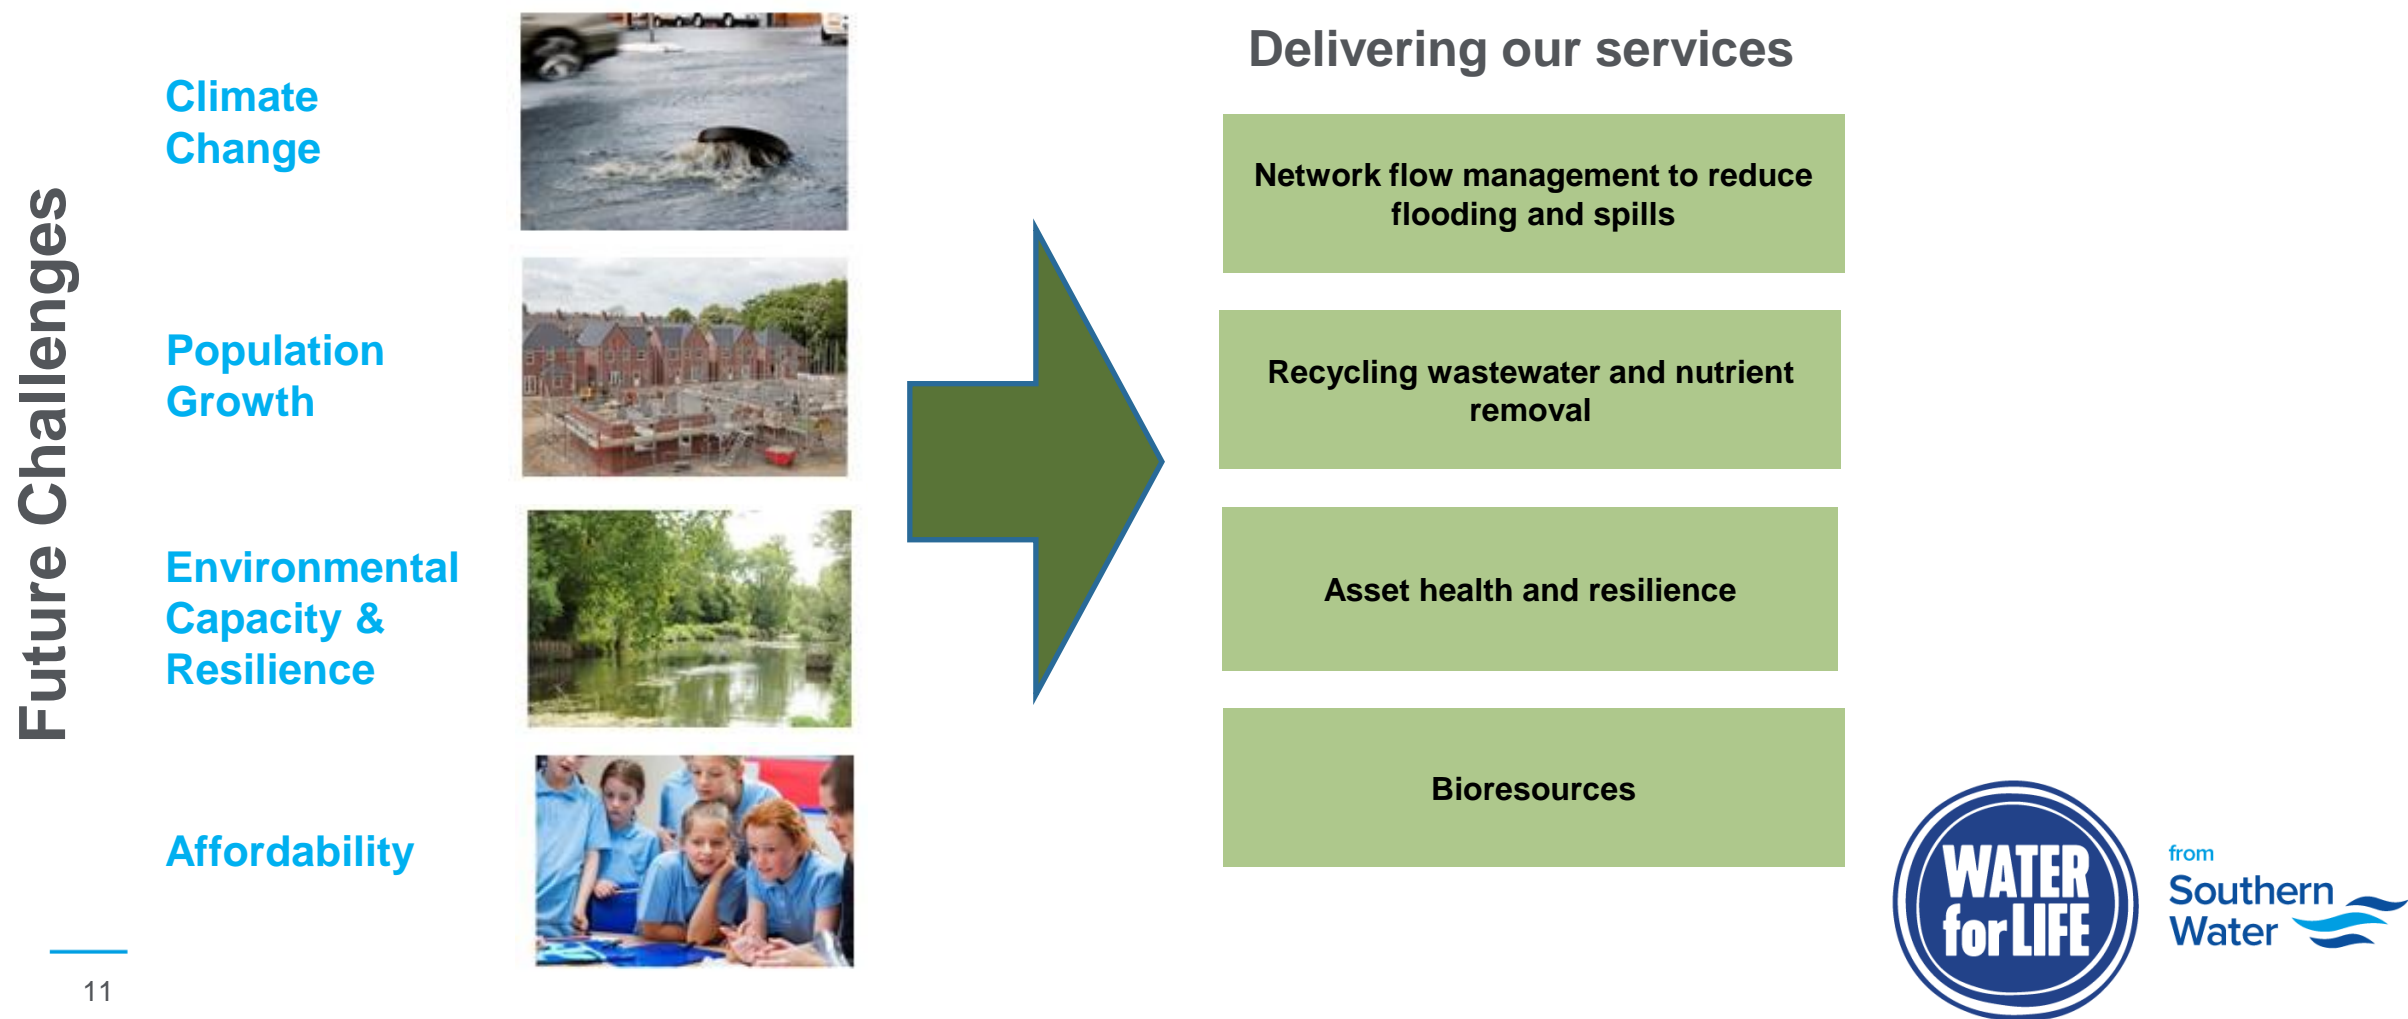 Future Challenges
Climate
Change
Population
Growth
Environmental
Capacity &
Resilience
Affordability
Delivering our services
Network flow management to reduce
flooding and spills
Recycling wastewater and nutrient
removal
Asset health and resilience
Bioresources
WATER
for LIFE
from
Southern
Water
11